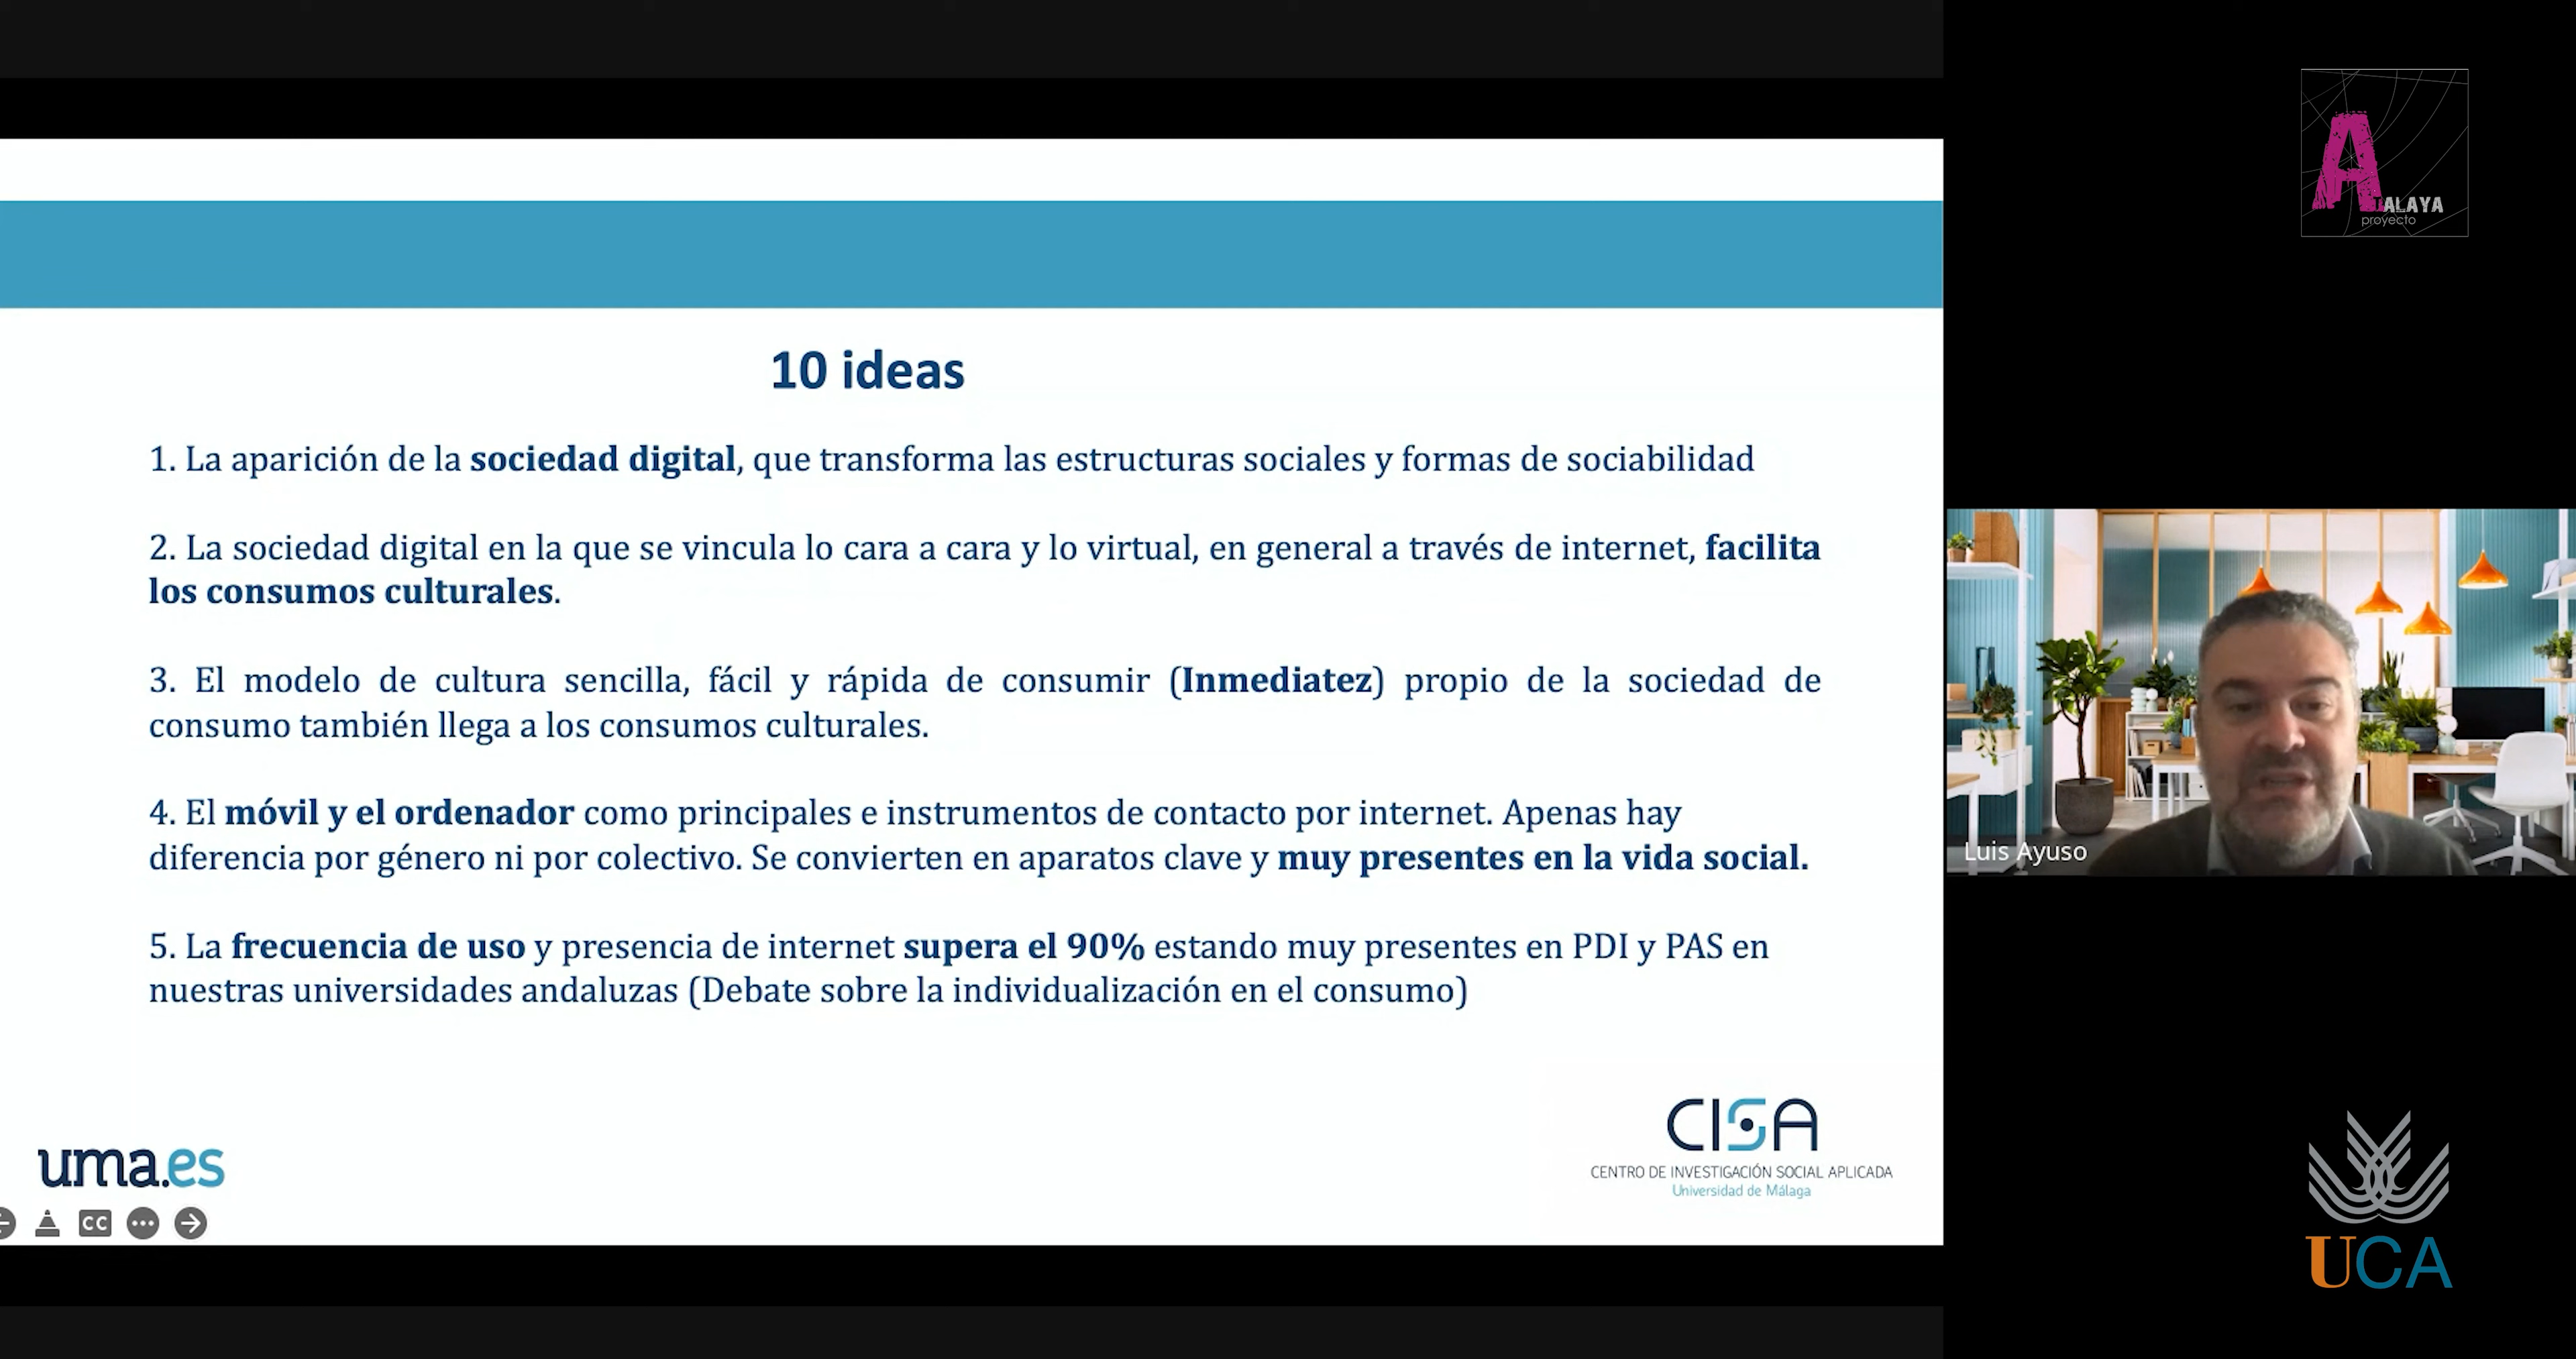 10 ideas
1. La aparición de la sociedad digital, que transforma las estructuras sociales y formas de sociabilidad
2. La sociedad digital en la que se vincula lo cara a cara y lo virtual, en general a través de internet, facilita
los consumos culturales.
3. El modelo de cultura sencilla, fácil y rápida de consumir (Inmediatez) propio de la sociedad de
consumo también llega a los consumos culturales.
4. El móvil y el ordenador como principales e instrumentos de contacto por internet. Apenas hay
diferencia por género ni por colectivo. Se convierten en aparatos clave y muy presentes en la vida social.
5. La frecuencia de uso y presencia de internet supera el 90% estando muy presentes en PDI y PAS en
nuestras universidades andaluzas (Debate sobre la individualización en el consumo)
uma.es
CISA
CENTRO DE INVESTIGACIÓN SOCIAL APLICADA
Universidad de Málaga
CC
A
ATALAYA
proyecto
Luis Ayuso
UCA